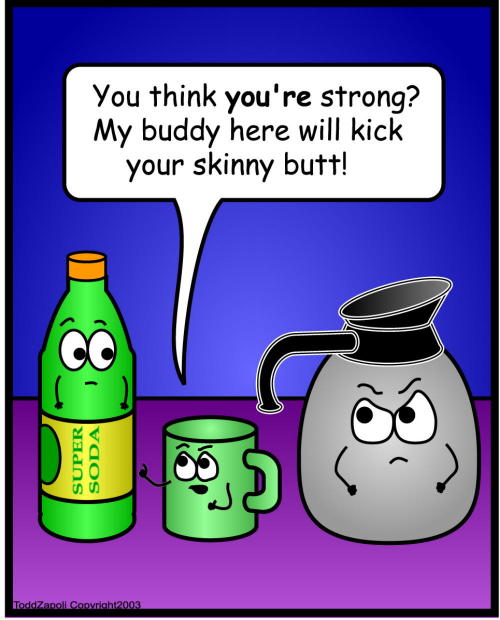 You think you're strong?
My buddy here will kick
your skinny butt!
SUPER
SODA
ToddZapoli Copyright2003